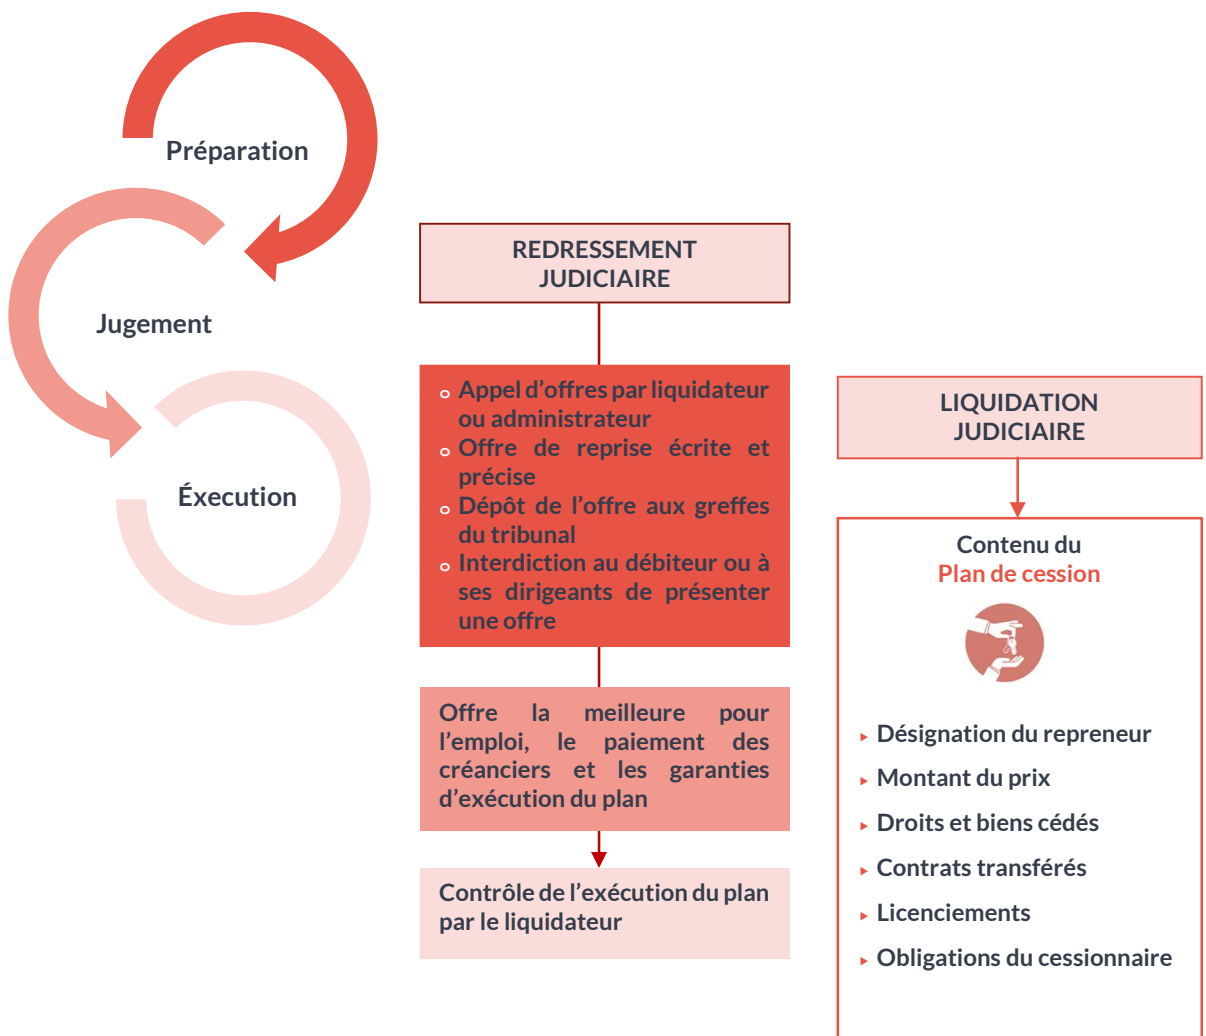 Préparation
Jugement
Éxecution
REDRESSEMENT
JUDICIAIRE
Appel d'offres par liquidateur
ou administrateur
Offre de reprise écrite et
précise
Dépôt de l'offre aux greffes
du tribunal
Interdiction au débiteur ou à
ses dirigeants de présenter
une offre
Offre la meilleure pour
l'emploi, le paiement des
créanciers et les garanties
d'exécution du plan
Contrôle de l'exécution du plan
par le liquidateur
LIQUIDATION
JUDICIAIRE
Contenu du
Plan de cession
Désignation du repreneur
Montant du prix
Droits et biens cédés
Contrats transférés
Licenciements
Obligations du cessionnaire